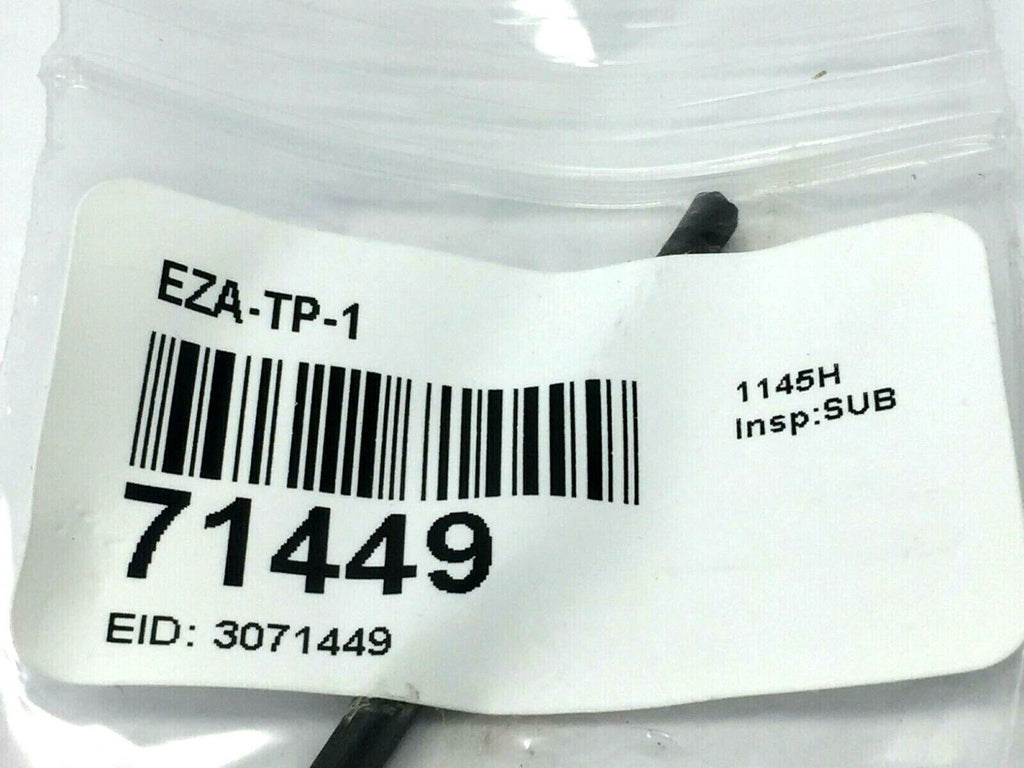 EZA-TP-1
71449
EID: 3071449
1145H
Insp:SUB